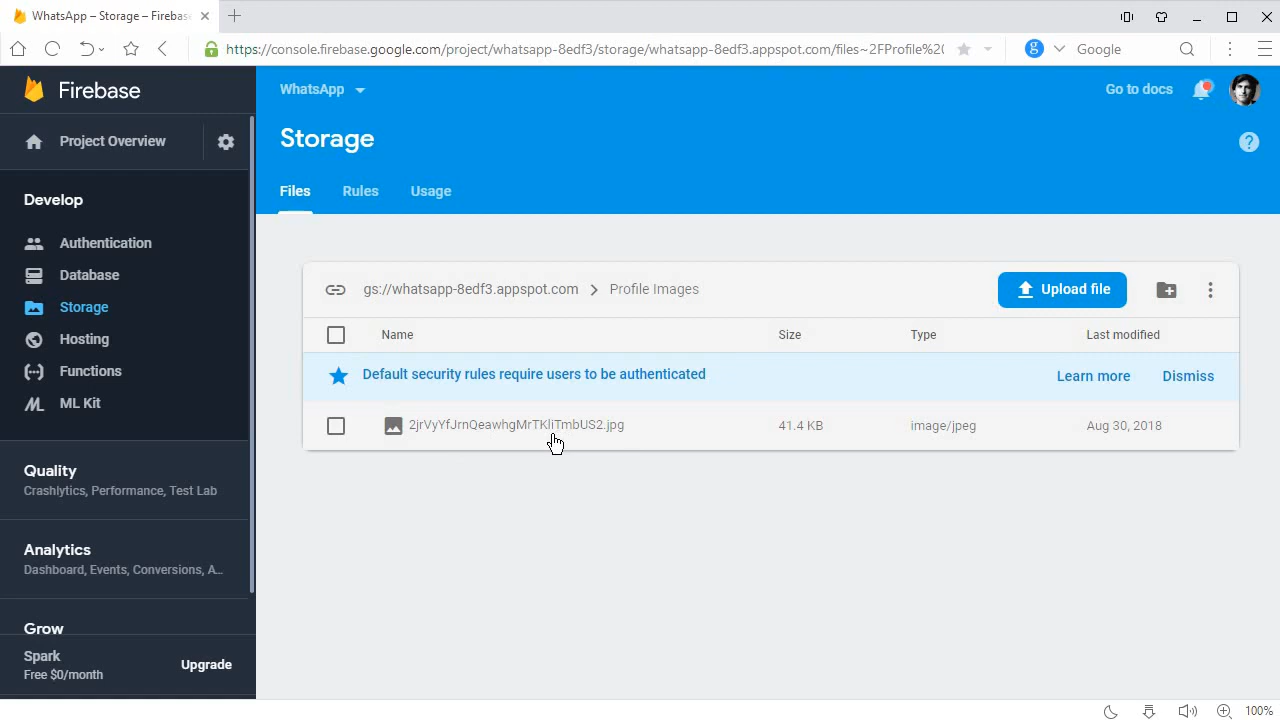 WhatsApp – Storage – Fireba
https://console.firebase.google.com/project/whatsapp-8edf3/storage/whatsapp-8edf3.appspot.com/files~2FProfile%20
Google
Firebase
WhatsApp
Go to docs
Project Overview
Storage
Files
Rules
Usage
Develop
Authentication
Database
Storage
Hosting
Functions
ML Kit
gs://whatsapp-8edf3.appspot.com
Profile Images
Upload file
Name
Size
Type
Last modified
Default security rules require users to be authenticated
Learn more
Dismiss
2jrVyYfJrnQeawhgMrTKliTmbUS2.jpg
41.4 KB
image/jpeg
Aug 30, 2018
Quality
Crashlytics, Performance, Test Lab
Analytics
Dashboard, Events, Conversions, A...
Grow
Spark
Free $0/month
Upgrade
100%